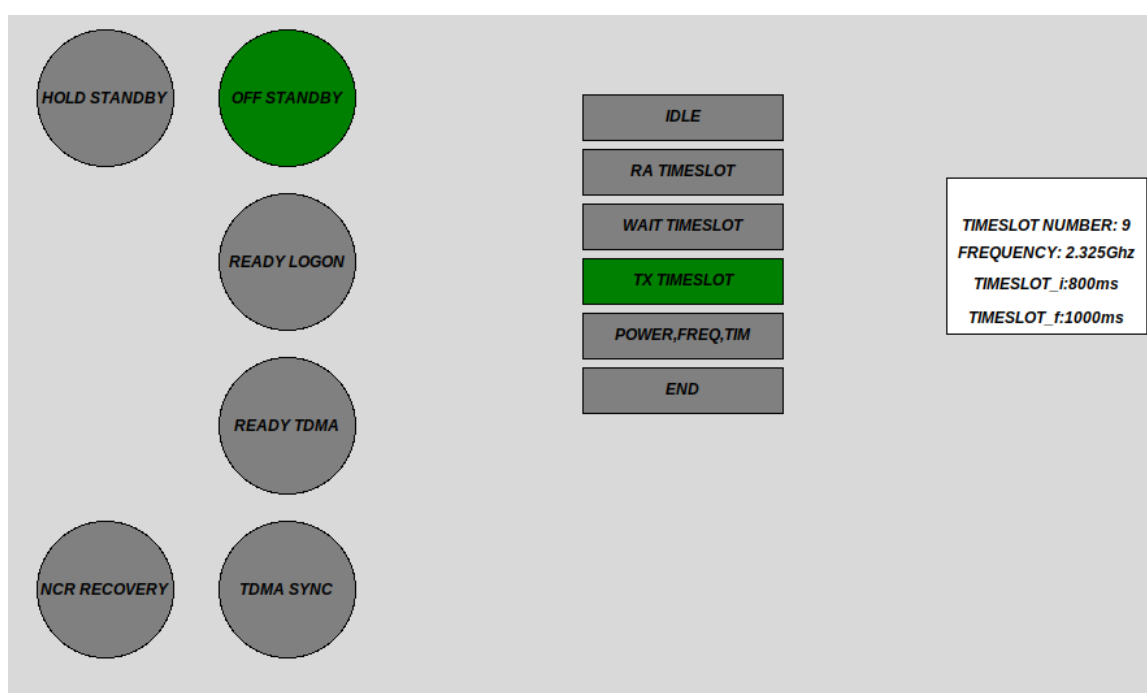 HOLD STANDBY
OFF STANDBY
READY LOGON
READY TDMA
NCR RECOVERY
TDMA SYNC
IDLE
RA TIMESLOT
WAIT TIMESLOT
TX TIMESLOT
POWER,FREQ,TIM
END
TIMESLOT NUMBER: 9
FREQUENCY: 2.325Ghz
TIMESLOT_i:800ms
TIMESLOT_f:1000ms